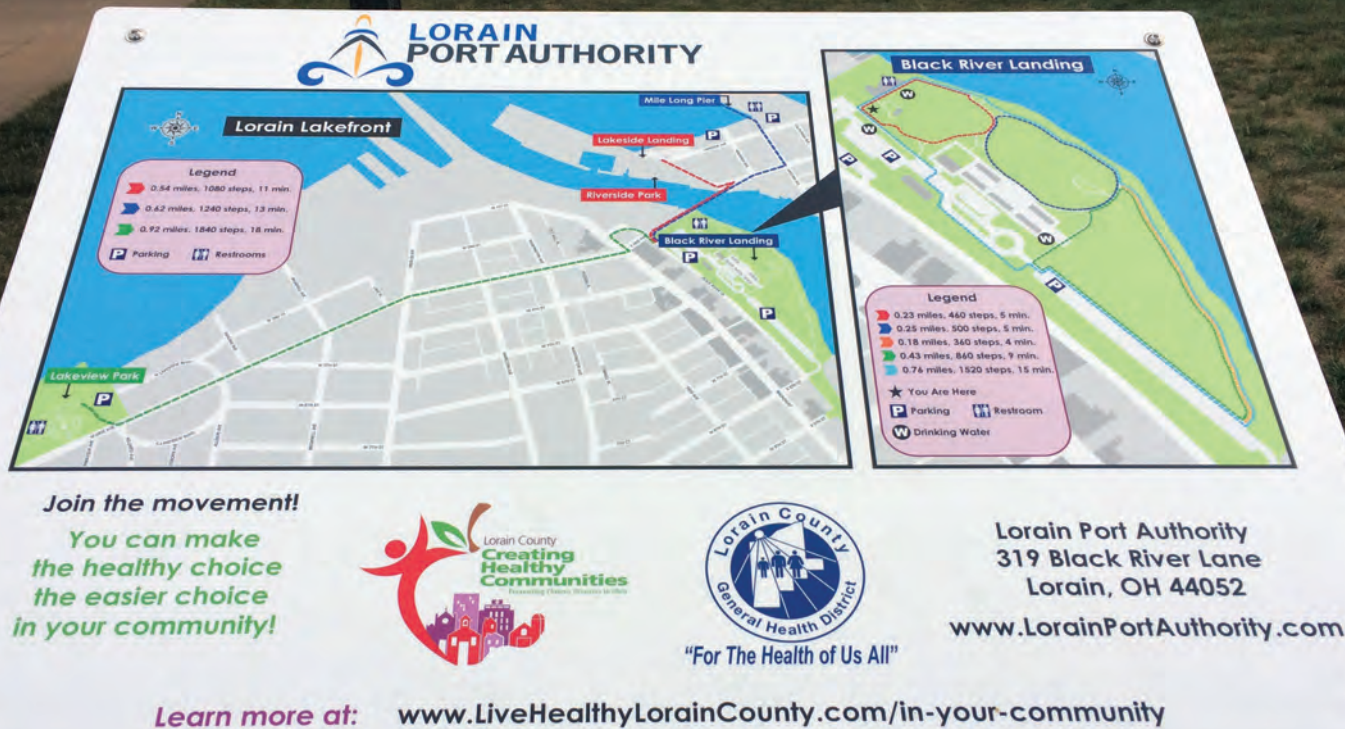 LORAIN
PORT AUTHORITY
Lorain Lakefront
Legend
0.54 miles, 1080 steps, 11 min.
0.62 miles, 1240 steps, 13 min.
0.92 miles, 1840 steps, 18 min.
P Parking
Restrooms
Mile Long Pier
P
Lakeside Landing
P
Riverside Park
Black River Landing
P
P
Lakeview Park
P
Black River Landing
W
W
P
P
W
P
Legend
0.23 miles, 460 steps, 5 min.
0.25 miles, 500 steps, 5 min.
0.18 miles, 360 steps, 4 min.
0.43 miles, 860 steps, 9 min.
0.76 miles, 1520 steps, 15 min.
You Are Here
P Parking
Restroom
W Drinking Water
Join the movement!
You can make
the healthy choice
the easier choice
in your community!
Lorain County
Creating
Healthy
Communities
Lorain County
General Health District
"For The Health of Us All"
Lorain Port Authority
319 Black River Lane
Lorain, OH 44052
www.LorainPortAuthority.com
Learn more at: www.LiveHealthyLorainCounty.com/in-your-community